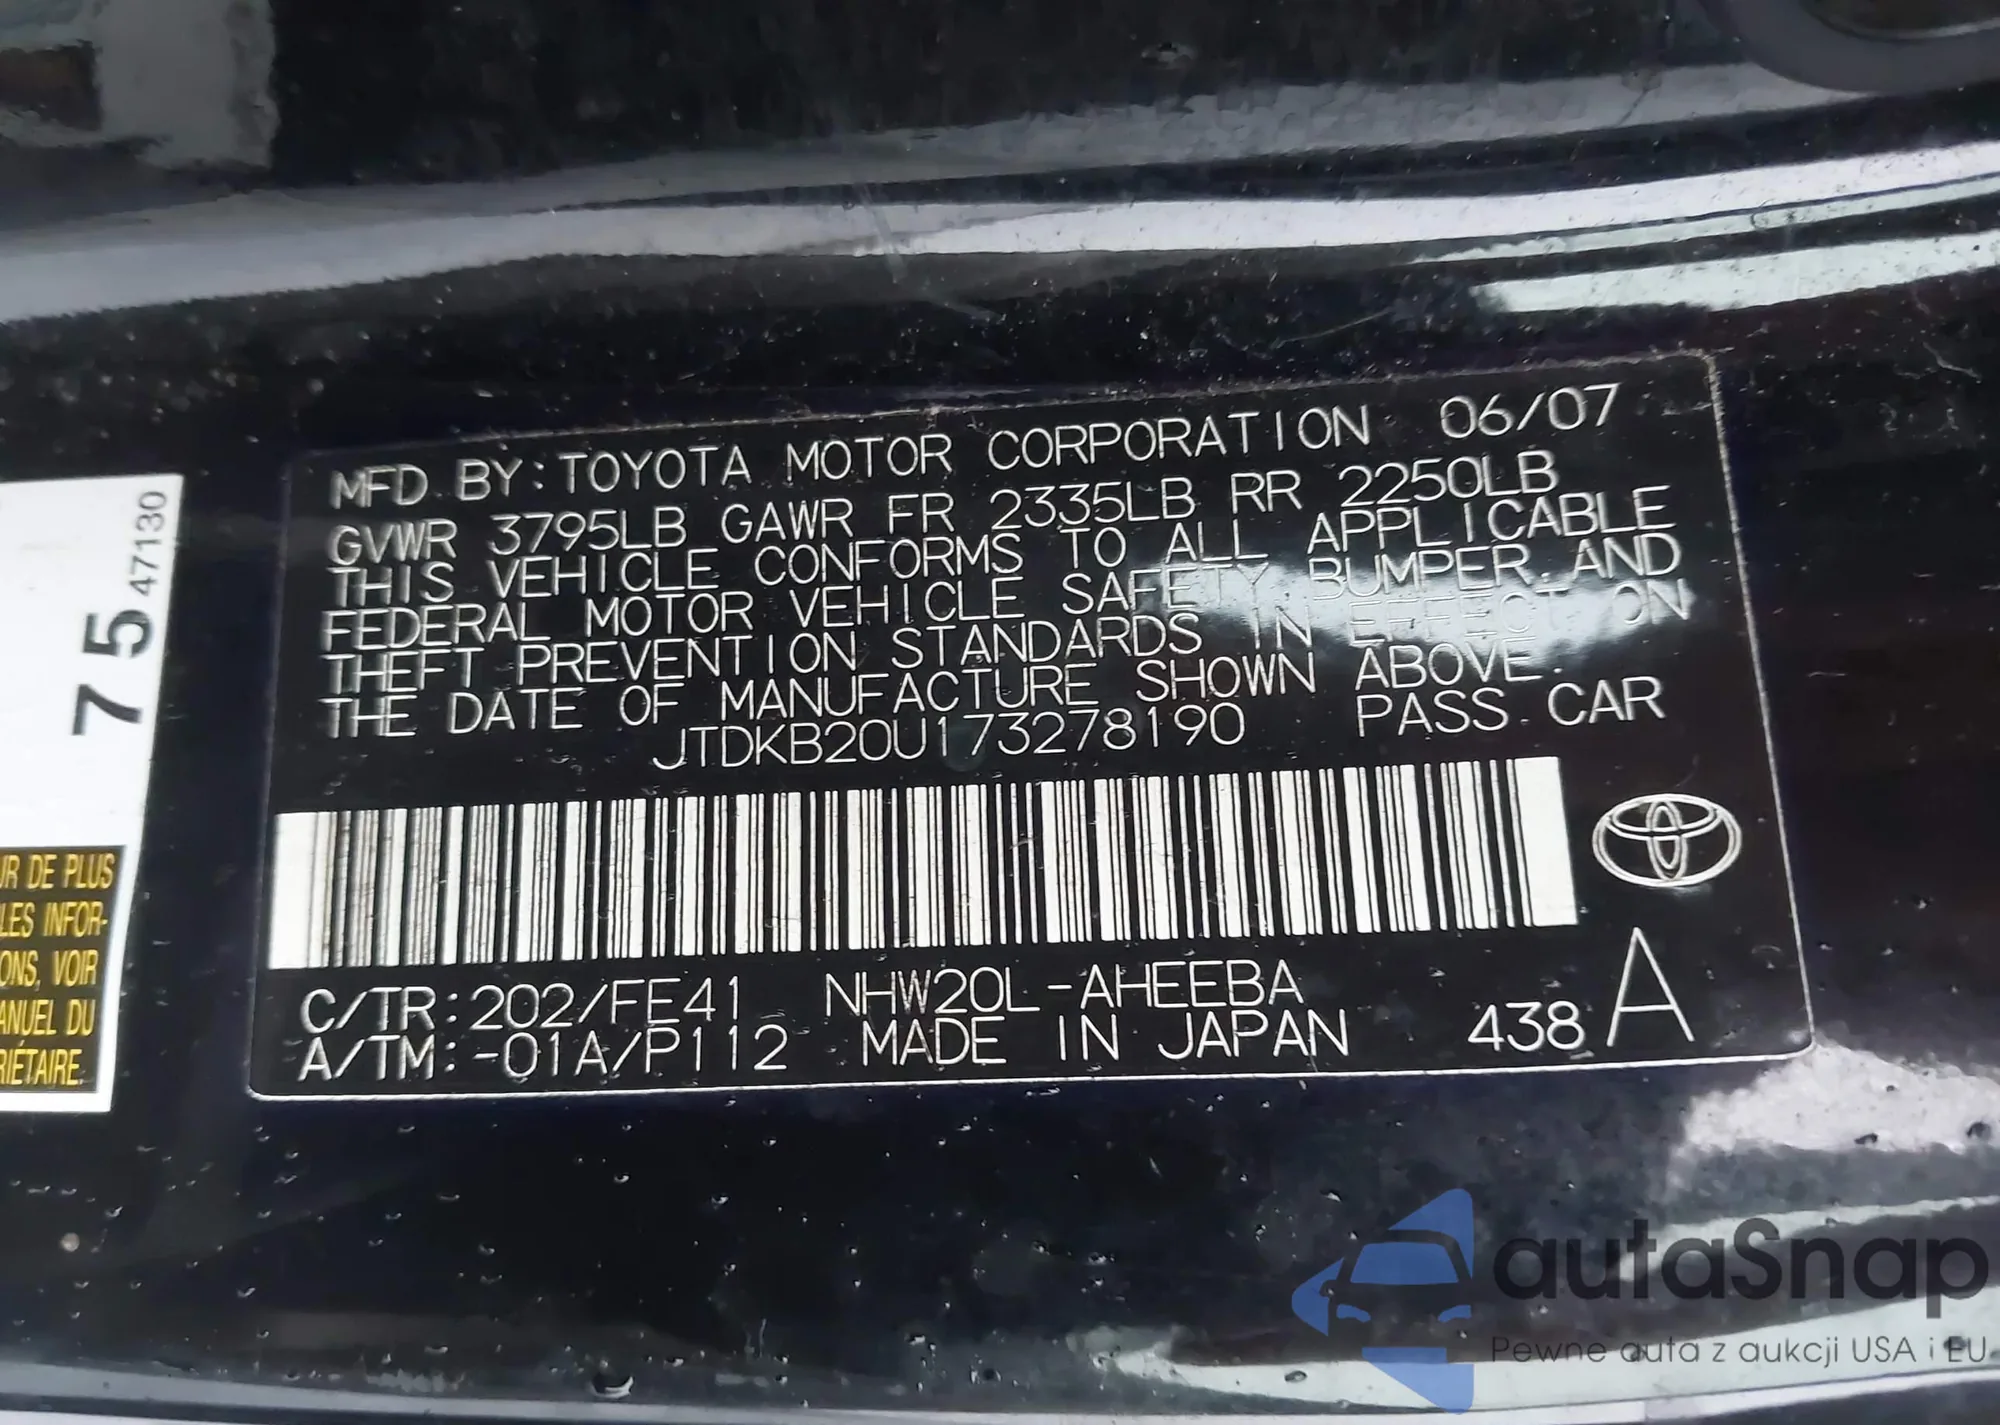 MFD. BY: TOYOTA MOTOR CORPORATION 06/07
GVWR 3795LB GAWR FR 2335LB RR 2250LB
THIS VEHICLE CONFORMS TO ALL APPLICABLE
FEDERAL MOTOR VEHICLE SAFETY, BUMPER, AND
THEFT PREVENTION STANDARDS IN EFFECT ON
THE DATE OF MANUFACTURE SHOWN ABOVE.
JTDKB20U173278190 PASS. CAR
C/TR: 202/FE41 NHW20L-AHEEBA
A/TM: -01A/P112 MADE IN JAPAN 438 A
75 47130
UR DE PLUS
LES INFOR-
ONS, VOIR
ANUEL DU
RIÉTAIRE.
autaSnap
Pewne auta z aukcji USA i EU